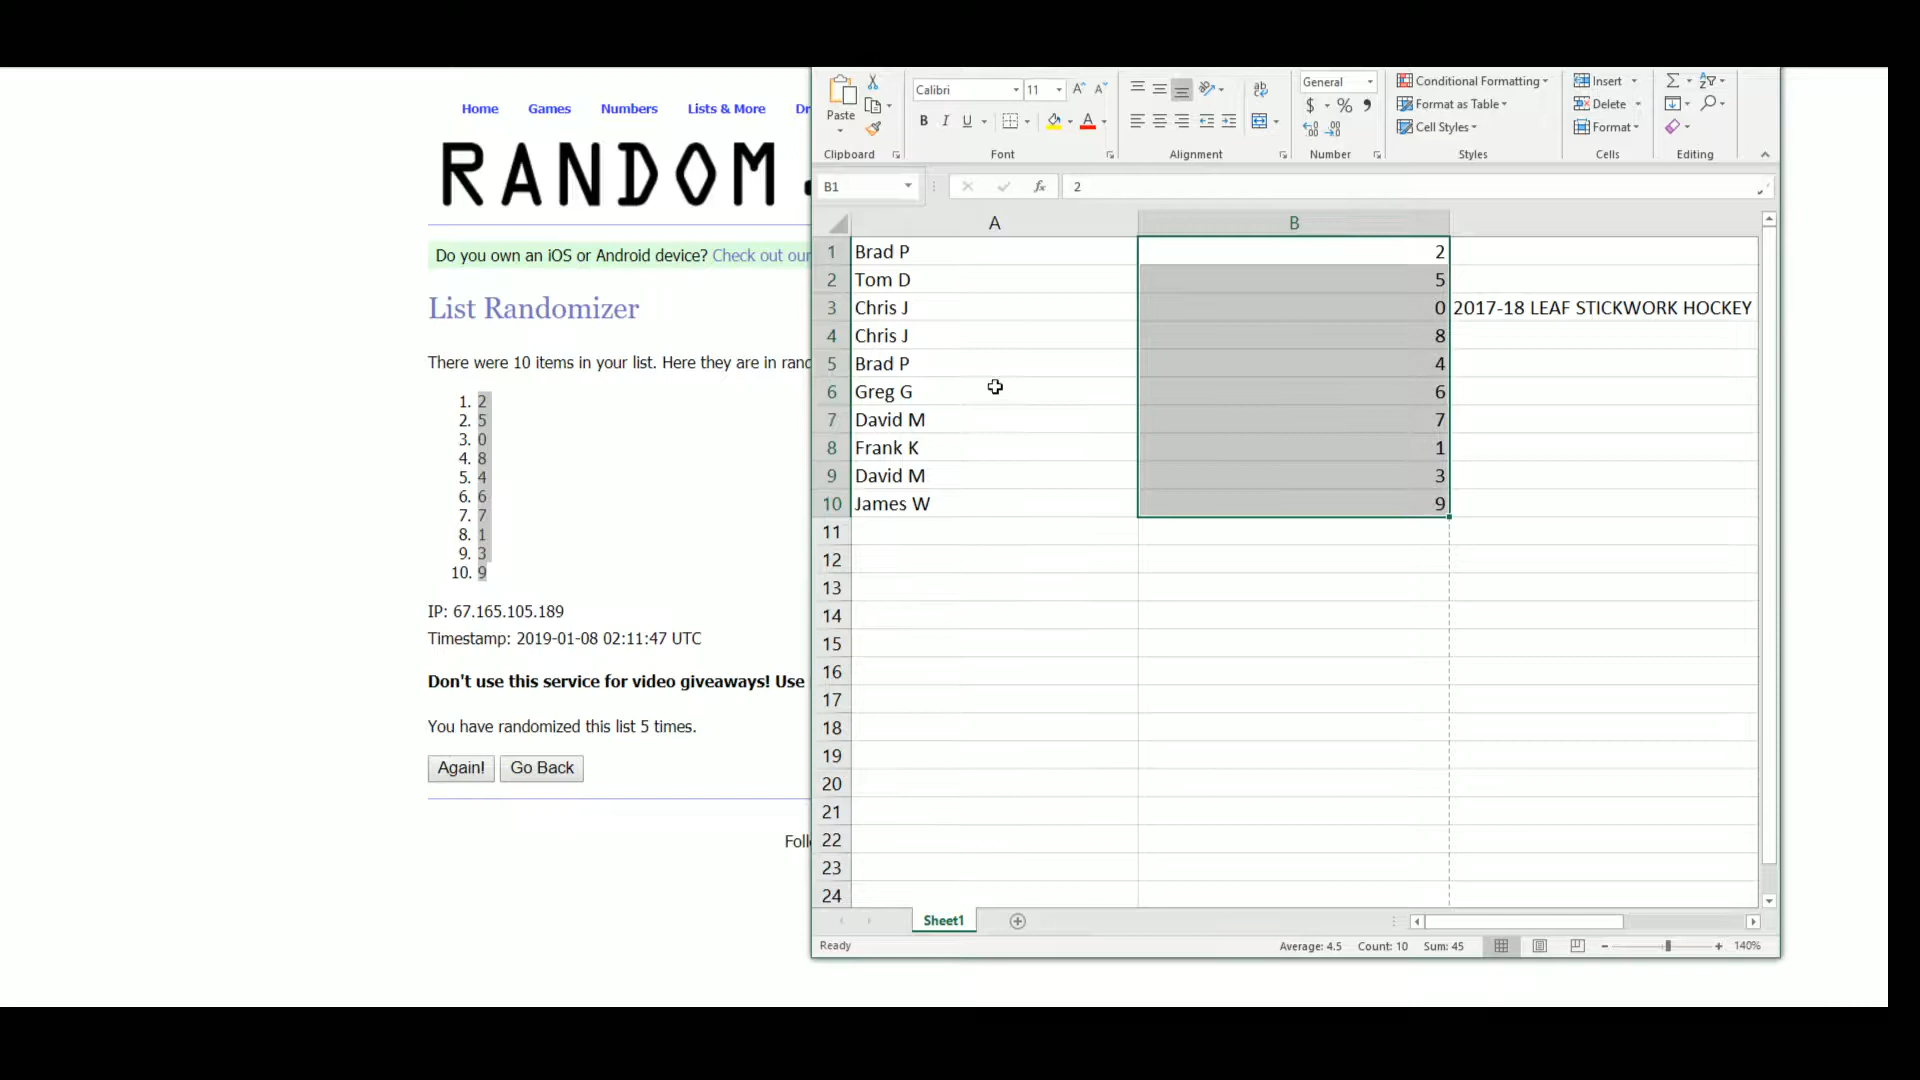 Home Games Numbers Lists & More Dr
RANDOM.
Do you own an iOS or Android device? Check out our
List Randomizer
There were 10 items in your list. Here they are in rand
1. 2
2. 5
3. 0
4. 8
5. 4
6. 6
7. 7
8. 1
9. 3
10. 9
IP: 67.165.105.189
Timestamp: 2019-01-08 02:11:47 UTC
Don't use this service for video giveaways! Use
You have randomized this list 5 times.
Again! Go Back
Foll
Paste
Clipboard
Calibri 11
B I U
Font
Alignment
General
$ % ,
Number
Conditional Formatting
Format as Table
Cell Styles
Styles
Insert
Delete
Format
Cells
Editing
B1 fx 2
A B
1 Brad P 2
2 Tom D 5
3 Chris J 0 2017-18 LEAF STICKWORK HOCKEY
4 Chris J 8
5 Brad P 4
6 Greg G 6
7 David M 7
8 Frank K 1
9 David M 3
10 James W 9
11
12
13
14
15
16
17
18
19
20
21
22
23
24
Sheet1
Ready Average: 4.5 Count: 10 Sum: 45 140%